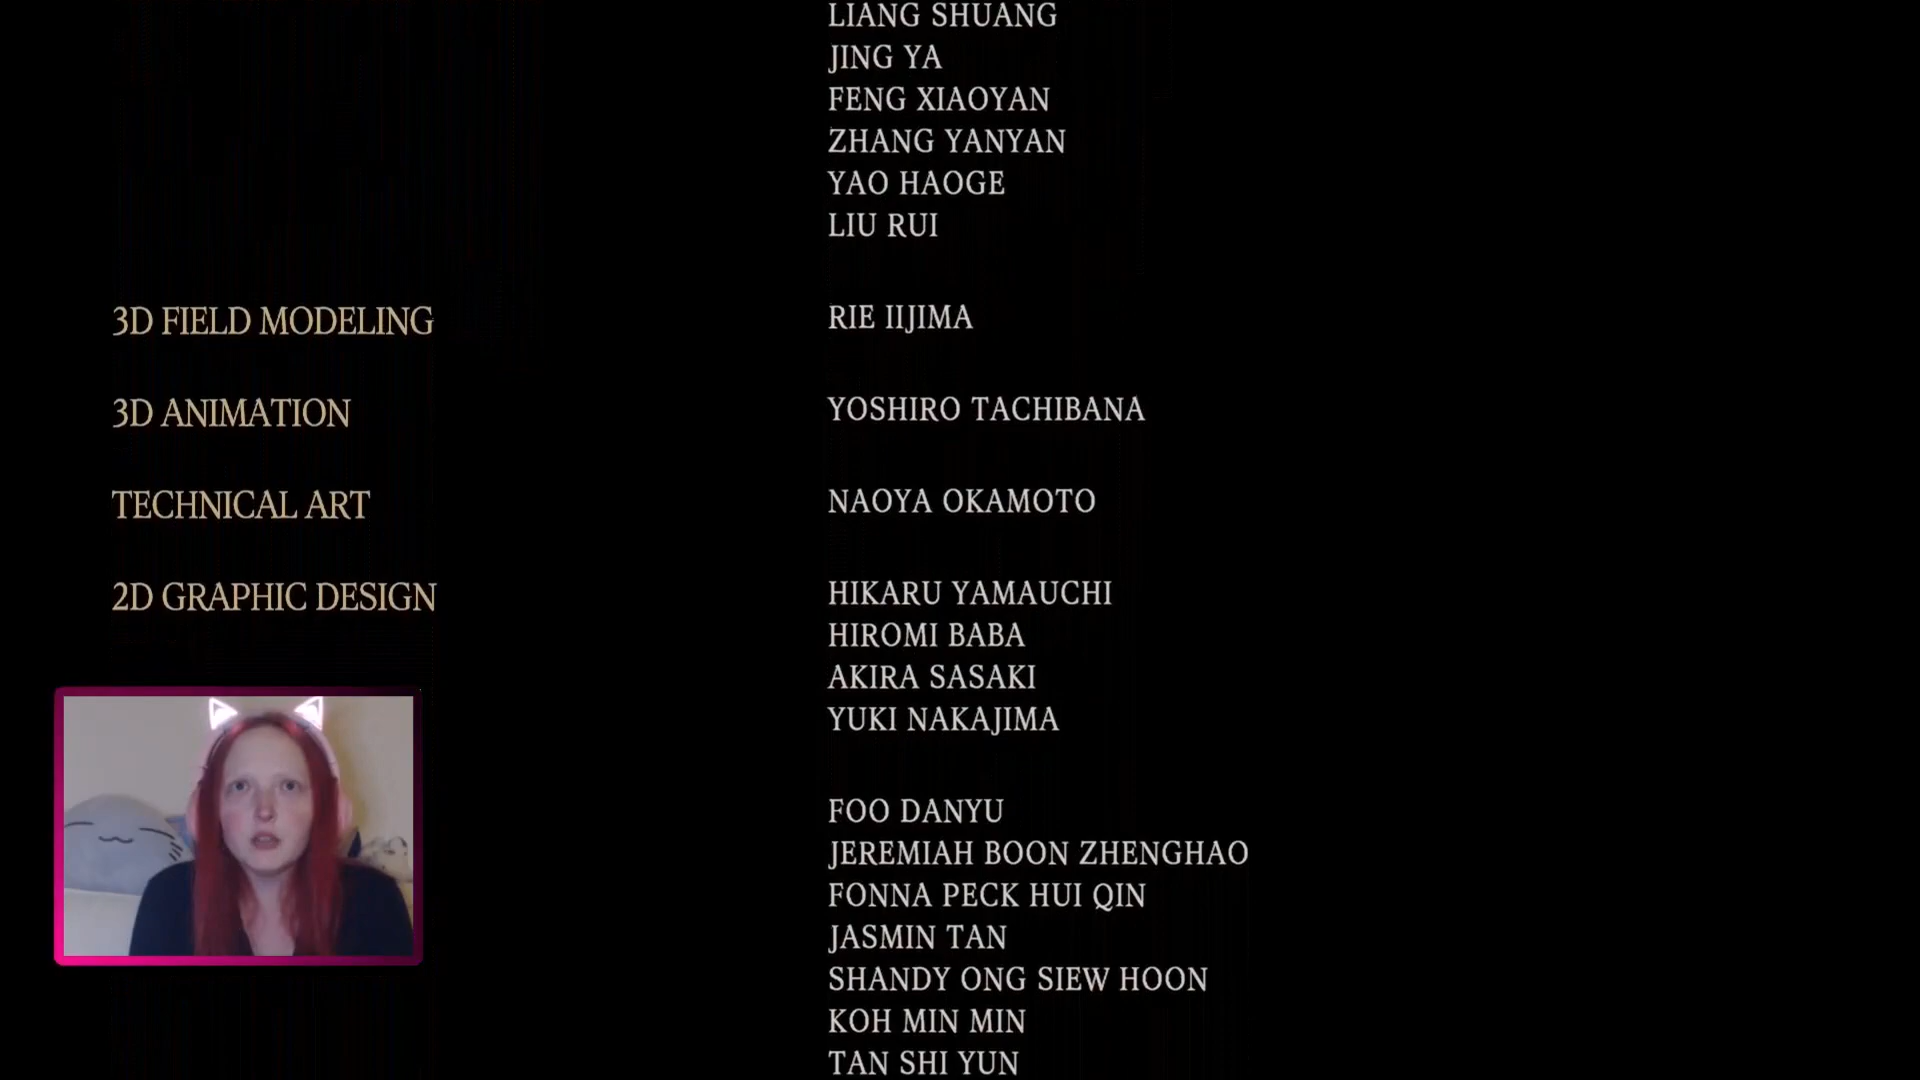 LIANG SHUANG
JING YA
FENG XIAOYAN
ZHANG YANYAN
YAO HAOGE
LIU RUI
3D FIELD MODELING
RIE IIJIMA
3D ANIMATION
YOSHIRO TACHIBANA
TECHNICAL ART
NAOYA OKAMOTO
2D GRAPHIC DESIGN
HIKARU YAMAUCHI
HIROMI BABA
AKIRA SASAKI
YUKI NAKAJIMA
FOO DANYU
JEREMIAH BOON ZHENGHAO
FONNA PECK HUI QIN
JASMIN TAN
SHANDY ONG SIEW HOON
KOH MIN MIN
TAN SHI YUN